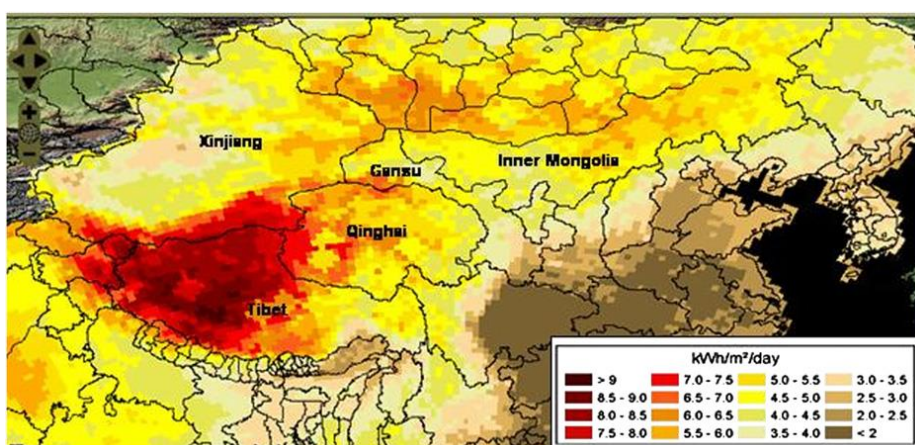 Xinjiang
Gansu
Inner Mongolia
Qinghai
Tibet
kWh/m²/day
> 9 7.0 - 7.5 5.0 - 5.5 3.0 - 3.5
8.5 - 9.0 6.5 - 7.0 4.5 - 5.0 2.5 - 3.0
8.0 - 8.5 6.0 - 6.5 4.0 - 4.5 2.0 - 2.5
7.5 - 8.0 5.5 - 6.0 3.5 - 4.0 < 2